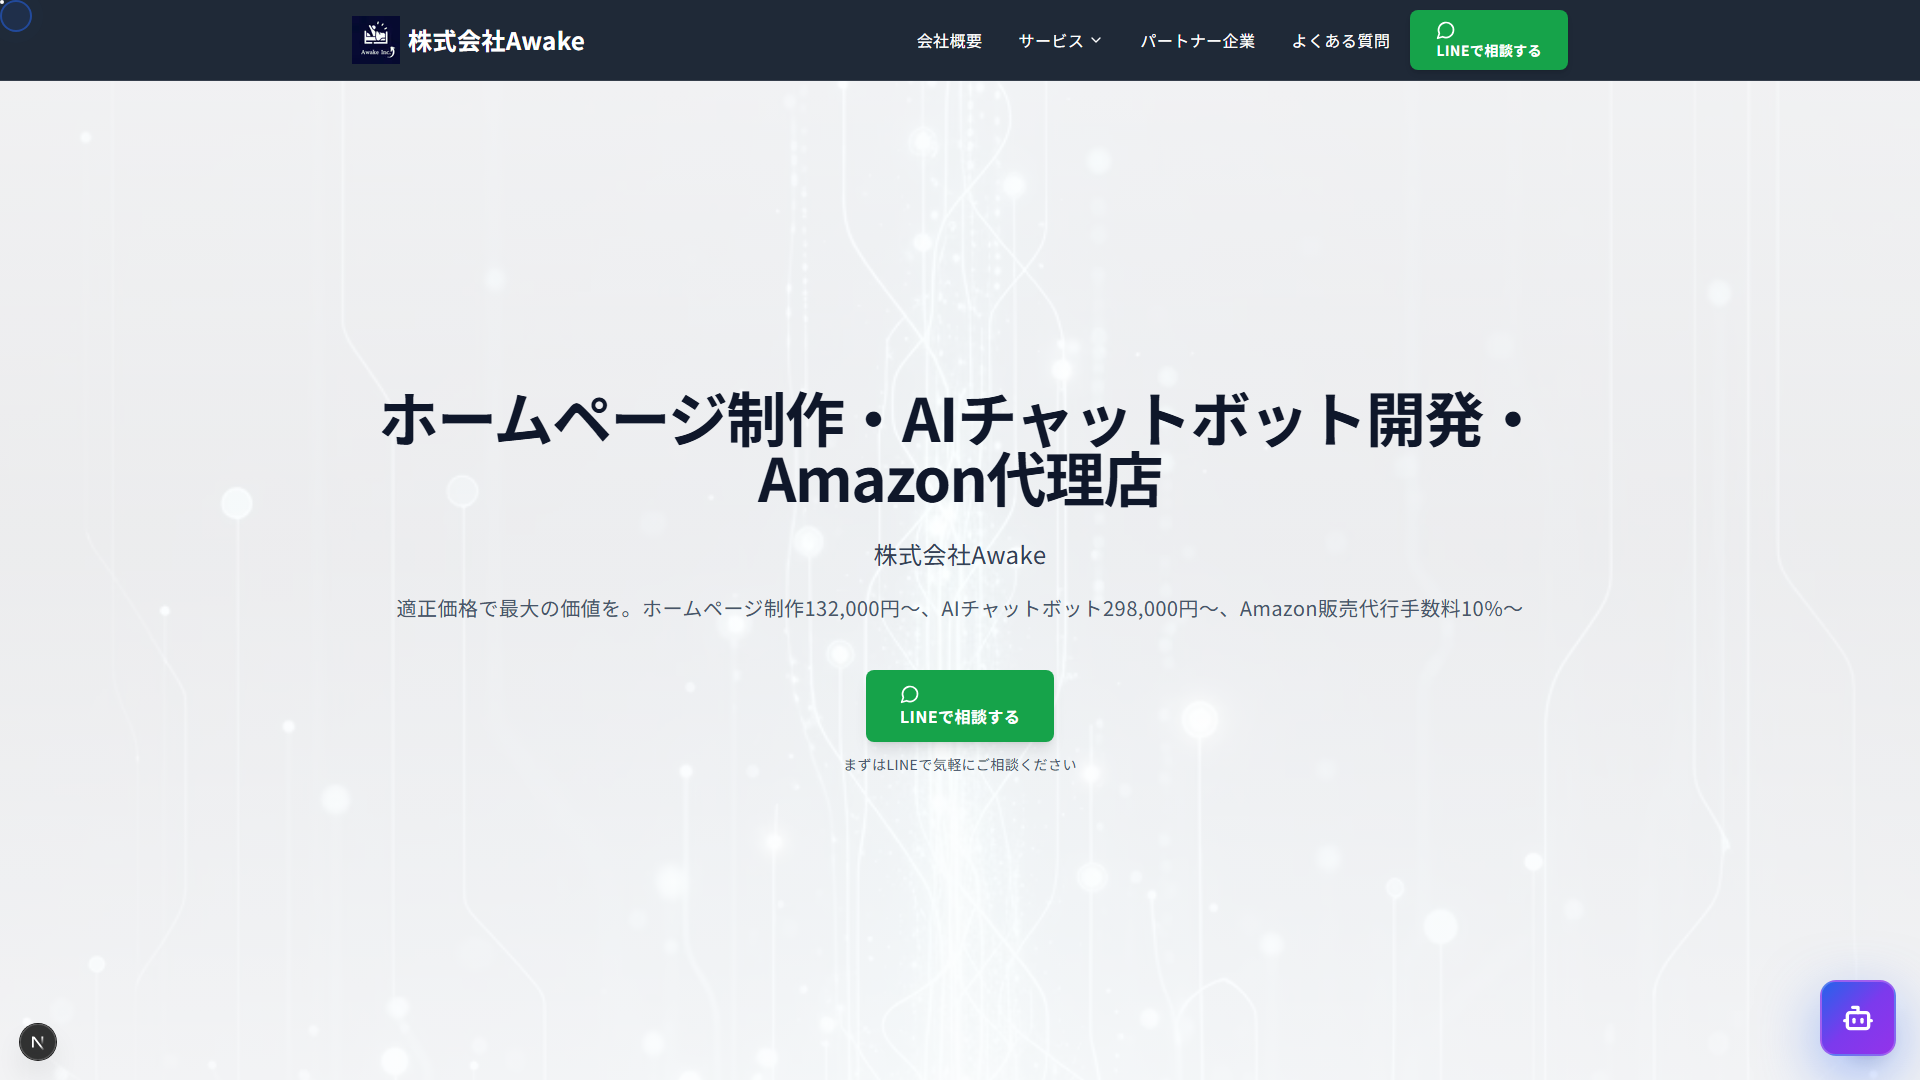 Awake Inc.
株式会社Awake
会社概要
サービス
パートナー企業
よくある質問
LINEで相談する
ホームページ制作・AIチャットボット開発・
Amazon代理店
株式会社Awake
適正価格で最大の価値を。ホームページ制作132,000円〜、AIチャットボット298,000円〜、Amazon販売代行手数料10%〜
LINEで相談する
まずはLINEで気軽にご相談ください
N